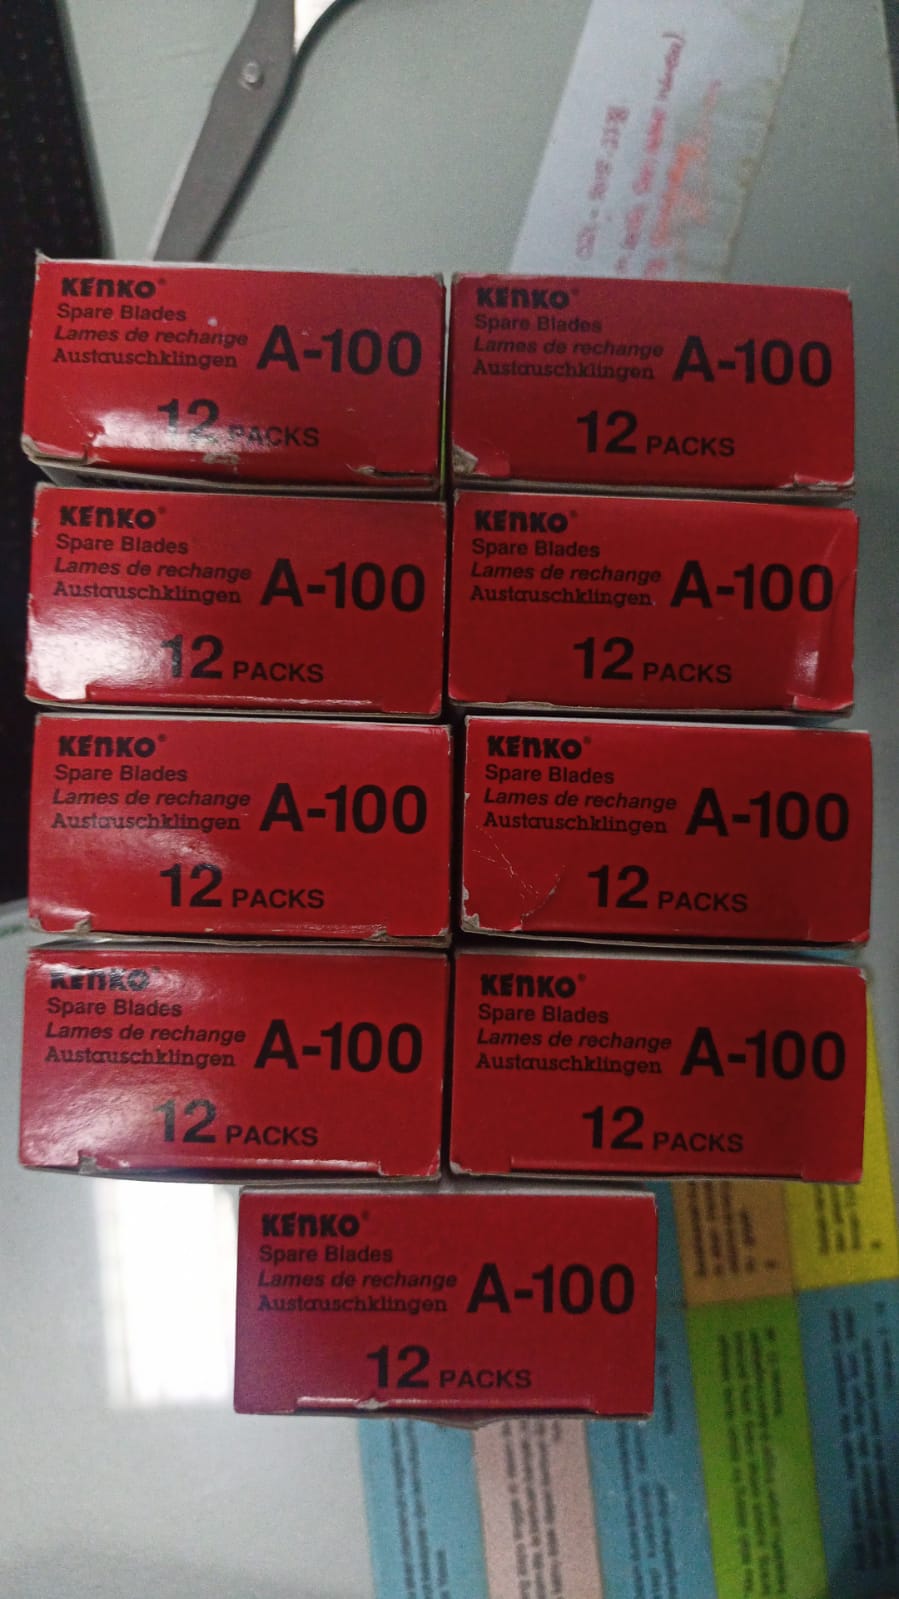 KENKO®
Spare Blades
Lames de rechange
Austauschklingen
A-100
12 PACKS
KENKO®
Spare Blades
Lames de rechange
Austauschklingen
A-100
12 PACKS
KENKO®
Spare Blades
Lames de rechange
Austauschklingen
A-100
12 PACKS
KENKO®
Spare Blades
Lames de rechange
Austauschklingen
A-100
12 PACKS
KENKO®
Spare Blades
Lames de rechange
Austauschklingen
A-100
12 PACKS
KENKO®
Spare Blades
Lames de rechange
Austauschklingen
A-100
12 PACKS
KENKO®
Spare Blades
Lames de rechange
Austauschklingen
A-100
12 PACKS
KENKO®
Spare Blades
Lames de rechange
Austauschklingen
A-100
12 PACKS
KENKO®
Spare Blades
Lames de rechange
Austauschklingen
A-100
12 PACKS